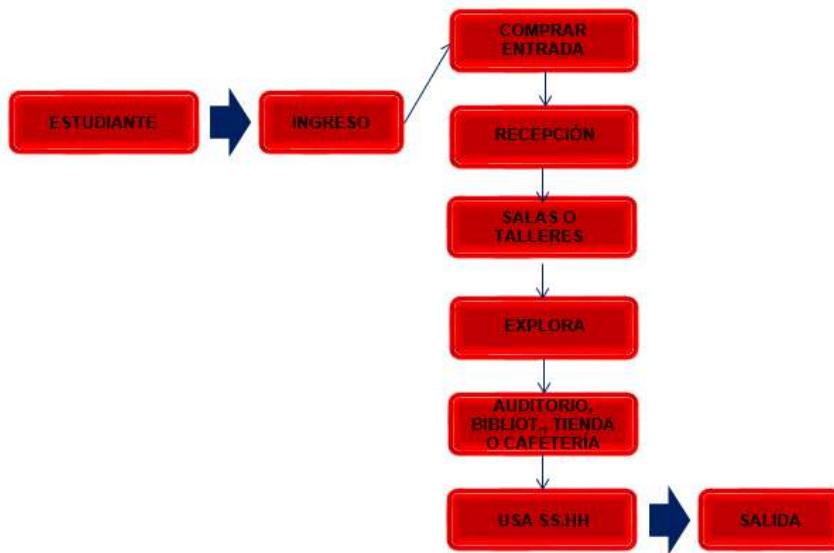 ESTUDIANTE
INGRESO
COMPRAR
ENTRADA
RECEPCIÓN
SALAS O
TALLERES
EXPLORA
AUDITORIO,
BIBLIOT., TIENDA
O CAFETERÍA
USA SS.HH
SALIDA